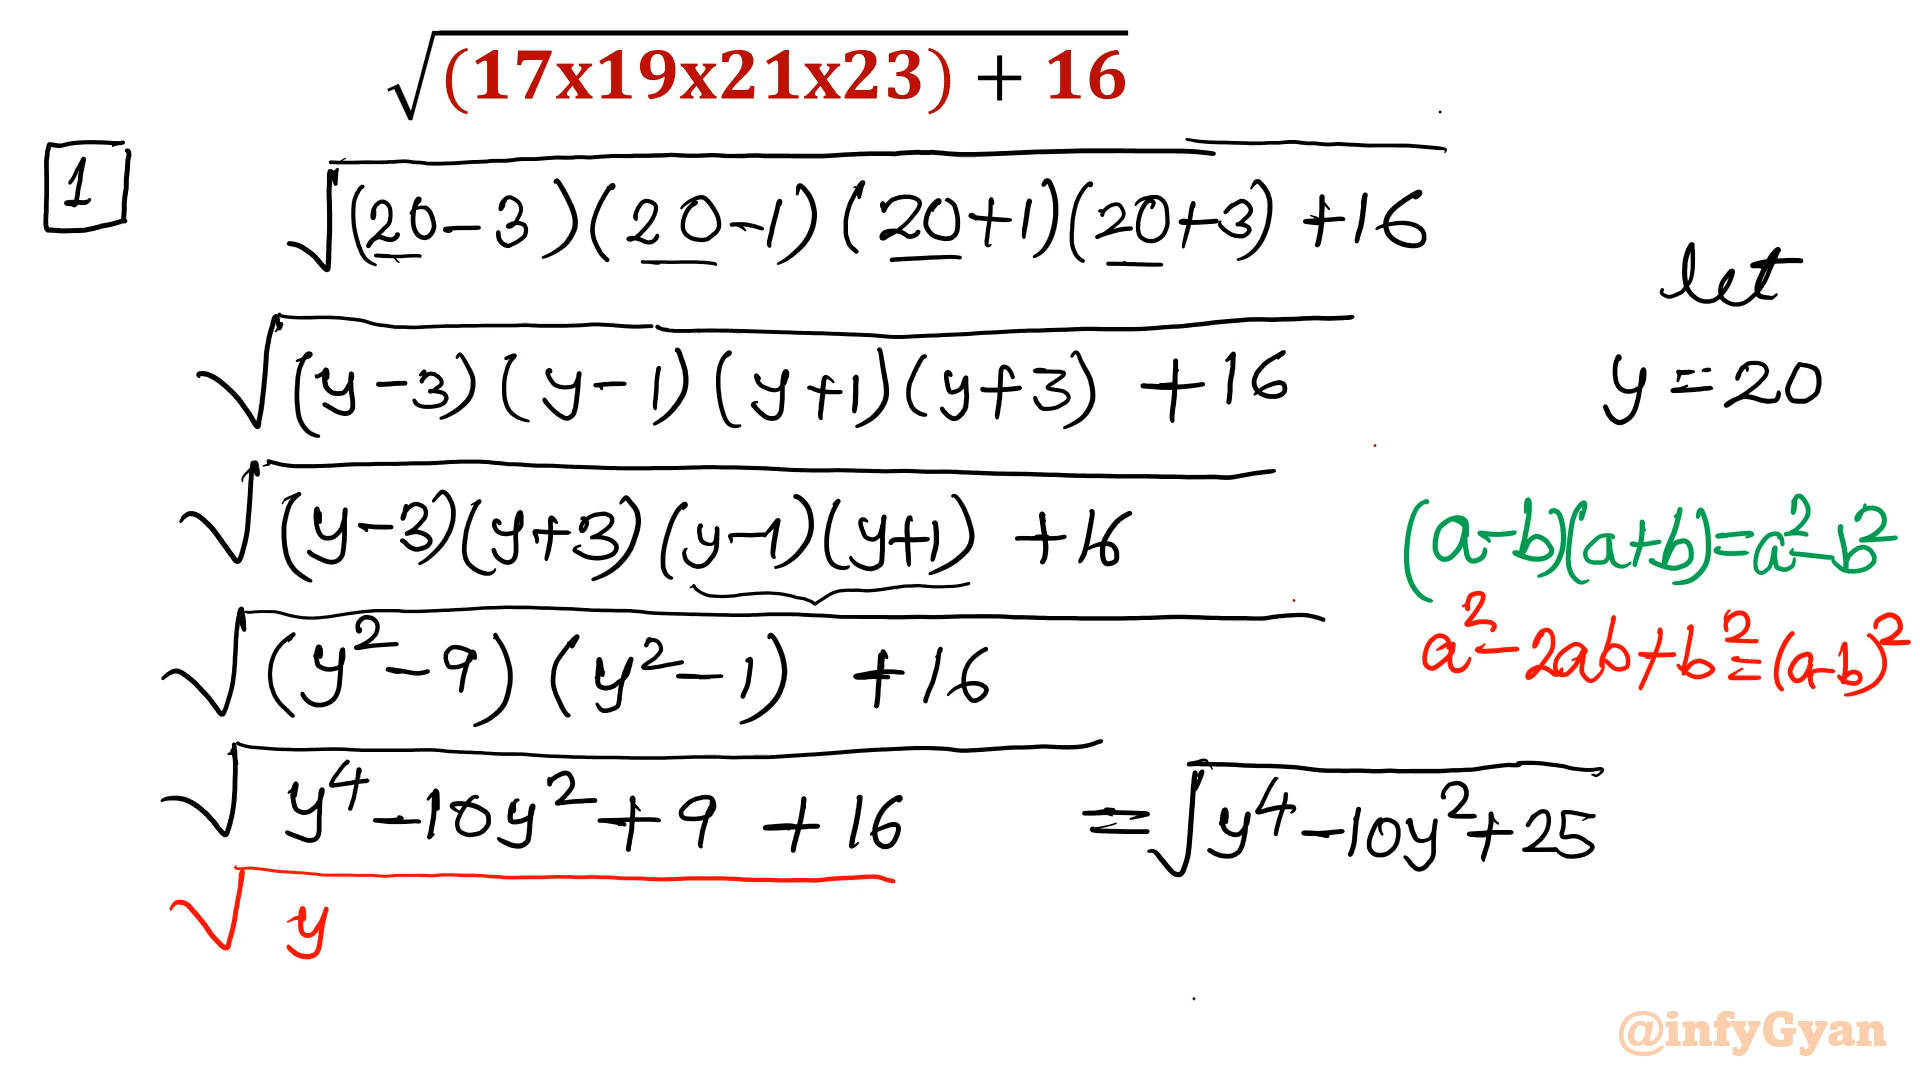 √(17x19x21x23) + 16
1
√(20-3)(20-1)(20+1)(20+3) +16
let
y = 20
√(y-3)(y-1)(y+1)(y+3) +16
√(y-3)(y+3)(y-1)(y+1) +16
(a-b)(a+b)=a²-b²
a²-2ab+b²=(a-b)²
√(y²-9)(y²-1) +16
√y⁴-10y²+9 +16 = √y⁴-10y²+25
√y
@infyGyan